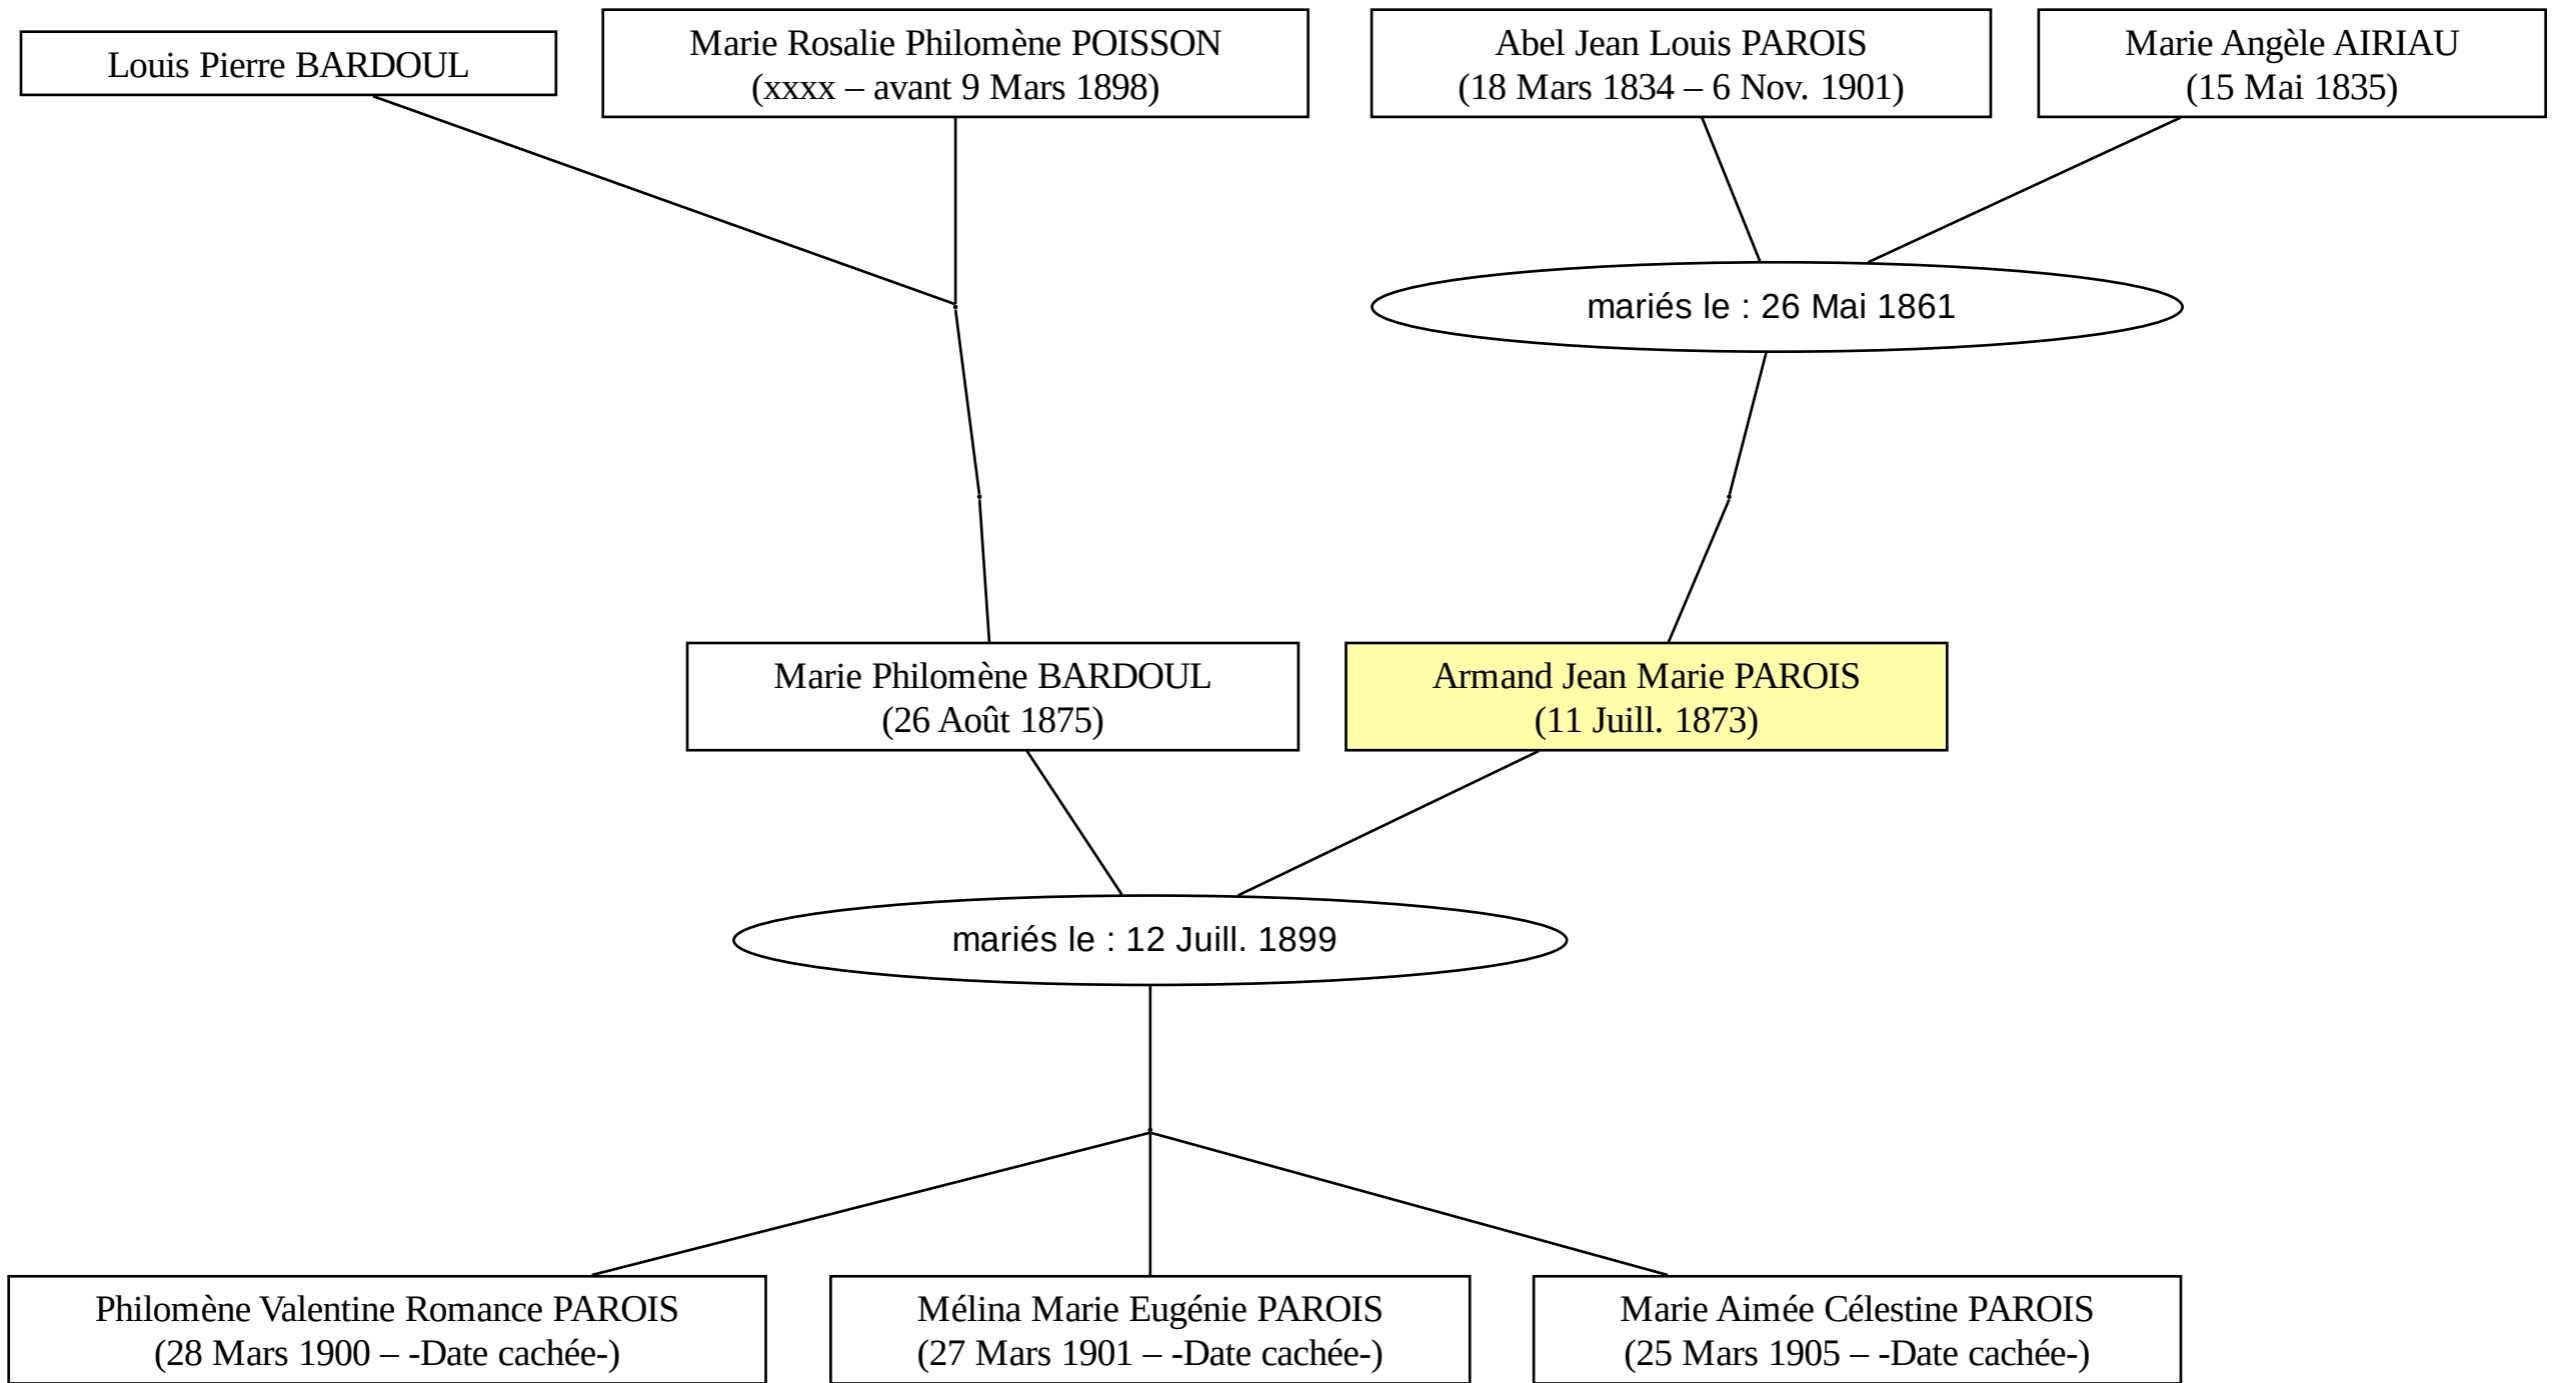 Louis Pierre BARDOUL
Marie Rosalie Philomène POISSON
(xxxx – avant 9 Mars 1898)
Abel Jean Louis PAROIS
(18 Mars 1834 – 6 Nov. 1901)
Marie Angèle AIRIAU
(15 Mai 1835)
mariés le : 26 Mai 1861
Marie Philomène BARDOUL
(26 Août 1875)
Armand Jean Marie PAROIS
(11 Juill. 1873)
mariés le : 12 Juill. 1899
Philomène Valentine Romance PAROIS
(28 Mars 1900 – -Date cachée-)
Mélina Marie Eugénie PAROIS
(27 Mars 1901 – -Date cachée-)
Marie Aimée Célestine PAROIS
(25 Mars 1905 – -Date cachée-)